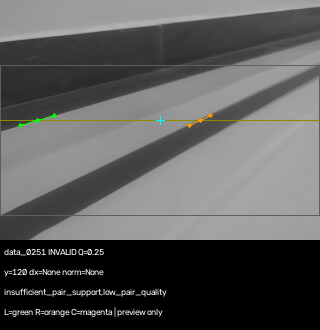 data_0251 INVALID Q=0.25
y=120 dx=None norm=None
insufficient_pair_support,low_pair_quality
L=green R=orange C=magenta | preview only